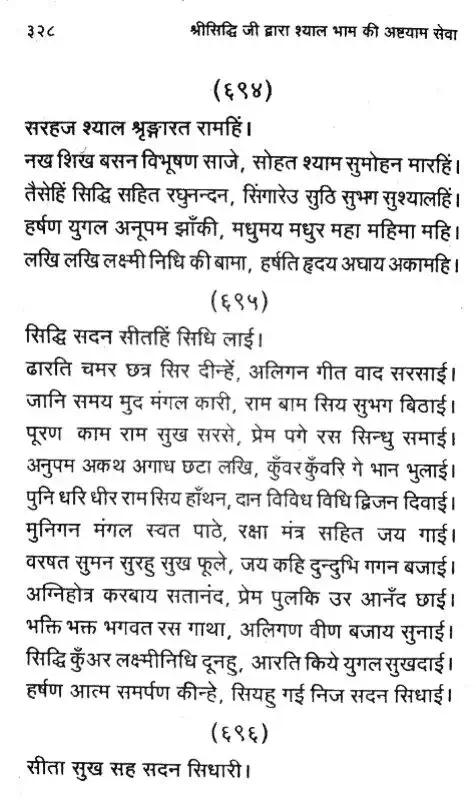 ३२८ श्रीसिद्धि जी द्वारा श्याल भाम की अष्टयाम सेवा
(६९४)
सरहज श्याल श्रृङ्गारत रामहिं।
नख शिख बसन विभूषण साजे, सोहत श्याम सुमोहन मारहिं।
तैसेहिं सिद्धि सहित रघुनन्दन, सिंगारेउ सुठि सुभग सुश्यालहिं।
हर्षण युगल अनूपम झाँकी, मधुमय मधुर महा महिमा महि।
लखि लखि लक्ष्मी निधि की बामा, हर्षति हृदय अघाय अकामहि।
(६९५)
सिद्धि सदन सीतहिं सिधि लाई।
ढारति चमर छत्र सिर दीन्हें, अलिगन गीत वाद सरसाई।
जानि समय मुद मंगल कारी, राम बाम सिय सुभग बिठाई।
पूरण काम राम सुख सरसे, प्रेम पगे रस सिन्धु समाई।
अनुपम अकथ अगाध छटा लखि, कुँवर कुँवरि गे भान भुलाई।
पुनि धरि धीर राम सिय हाँथन, दान विविध विधि द्विजन दिवाई।
मुनिगन मंगल स्वत पाठे, रक्षा मंत्र सहित जय गाई।
वरषत सुमन सुरहु सुख फूले, जय कहि दुन्दुभि गगन बजाई।
अग्निहोत्र करबाय सतानंद, प्रेम पुलकि उर आनँद छाई।
भक्ति भक्त भगवत रस गाथा, अलिगण वीण बजाय सुनाई।
सिद्धि कुँअर लक्ष्मीनिधि दूनहु, आरति किये युगल सुखदाई।
हर्षण आत्म समर्पण कीन्हे, सियहु गई निज सदन सिधाई।
(६९६)
सीता सुख सह सदन सिधारी।